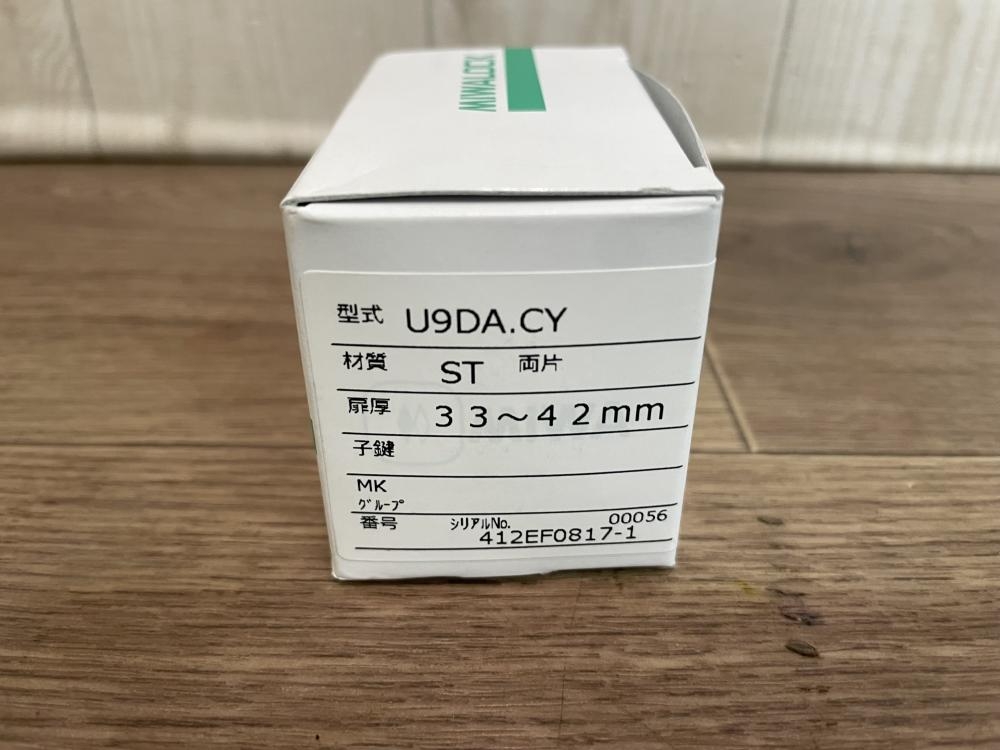 MIWALOCK
型式 U9DA.CY
材質 ST 両片
扉厚 33～42mm
子鍵
MK
グループ
番号 シリアルNo. 00056
412EF0817-1